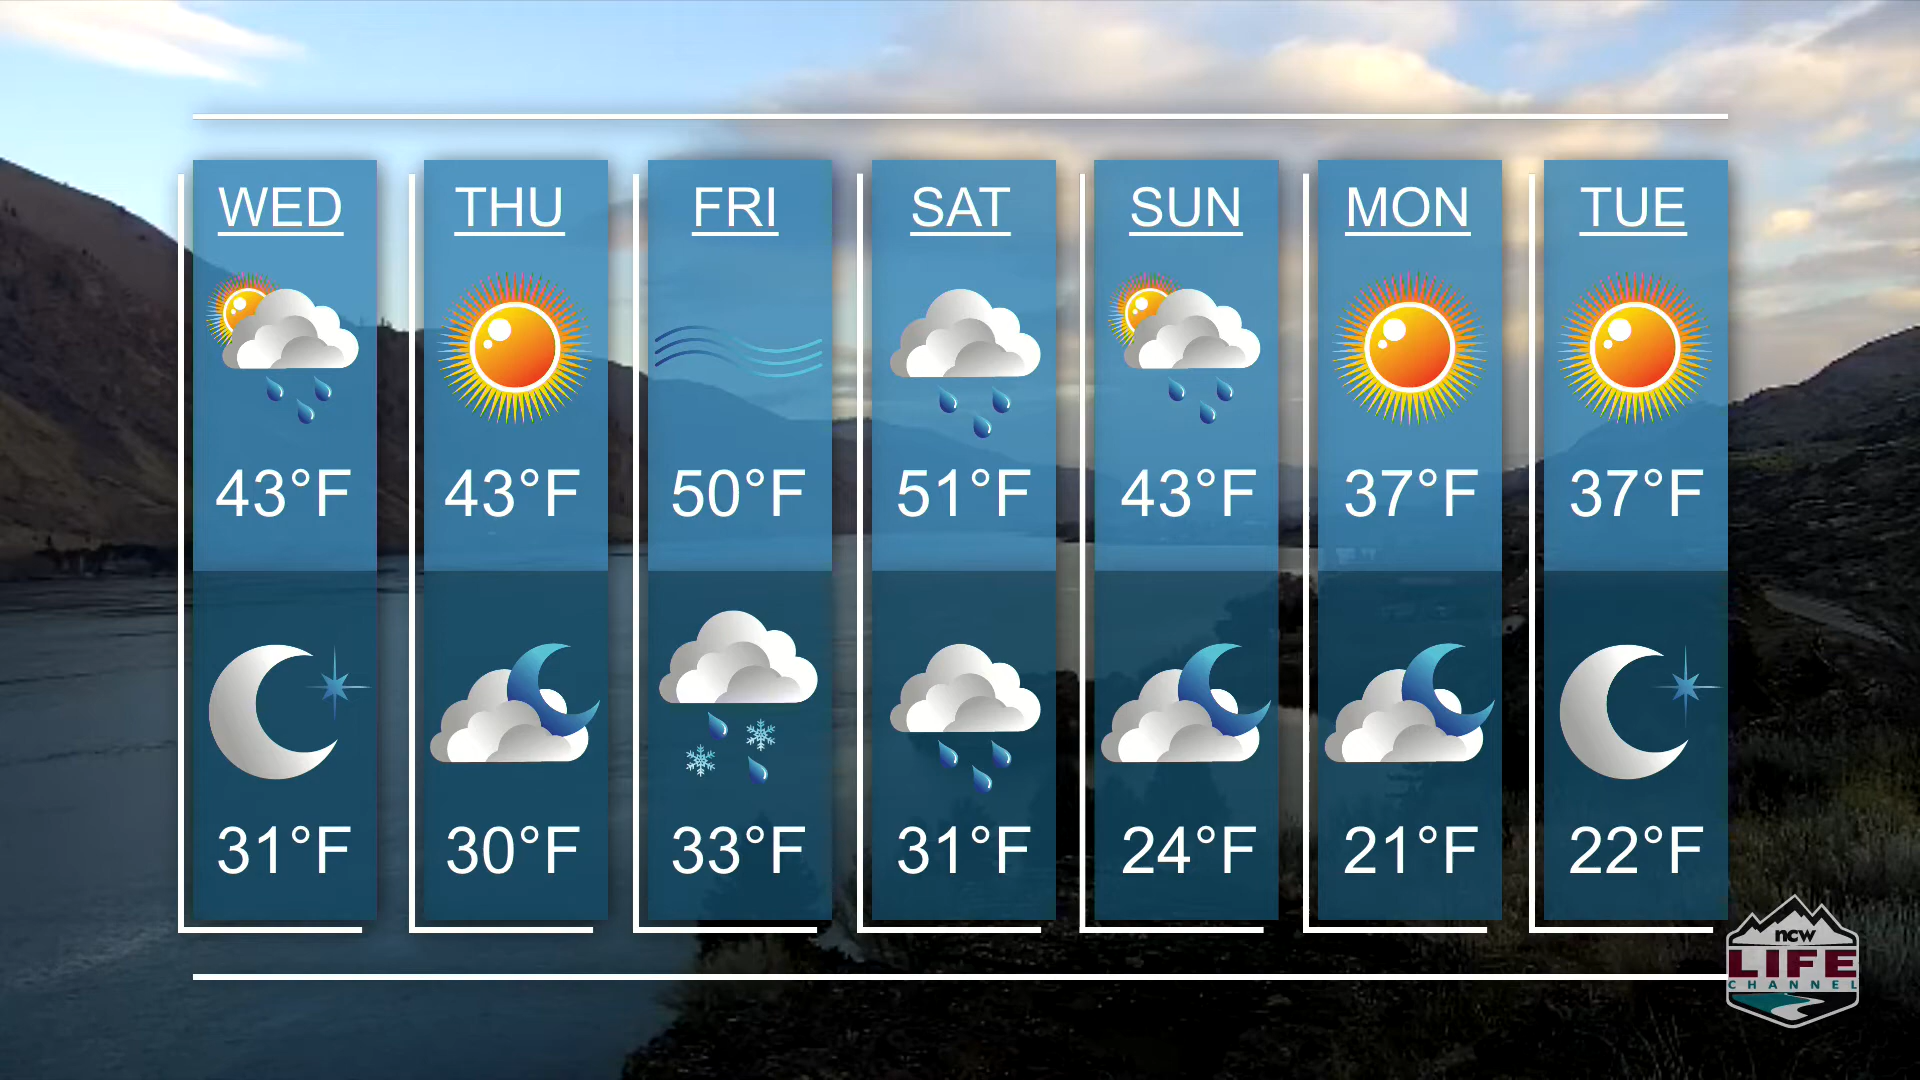 WED THU FRI SAT SUN MON TUE
43°F 43°F 50°F 51°F 43°F 37°F 37°F
31°F 30°F 33°F 31°F 24°F 21°F 22°F
ncw
LIFE
CHANNEL